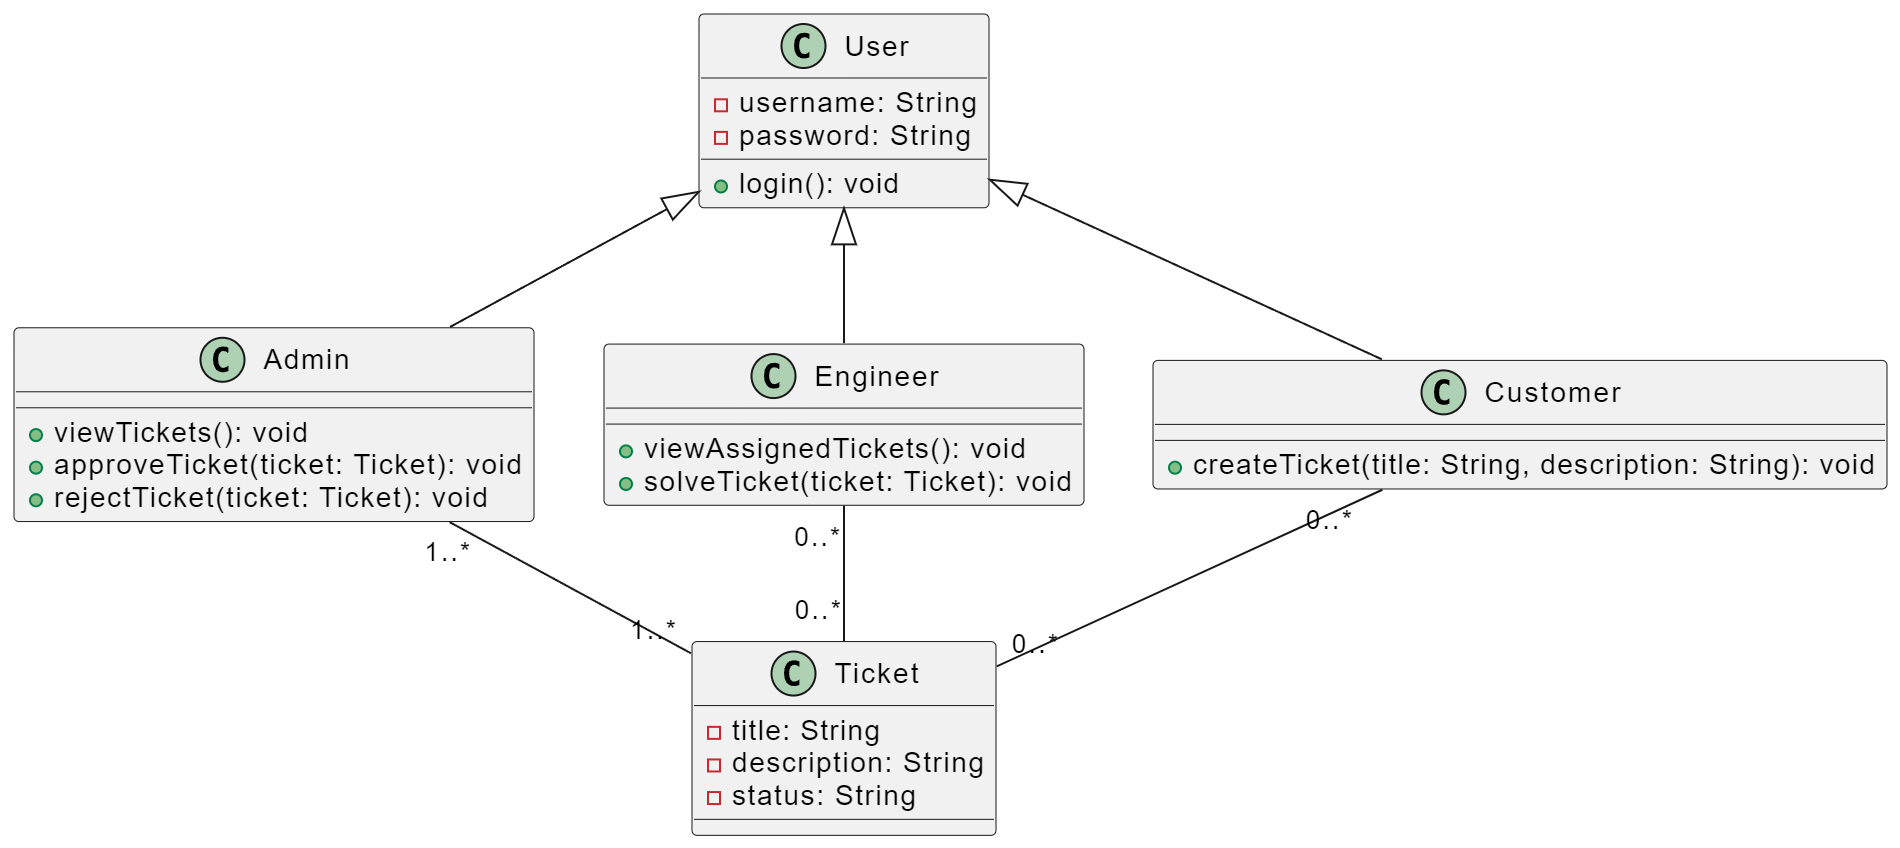 C User
username: String
password: String
login(): void
C Admin
viewTickets(): void
approveTicket(ticket: Ticket): void
rejectTicket(ticket: Ticket): void
C Engineer
viewAssignedTickets(): void
solveTicket(ticket: Ticket): void
C Customer
createTicket(title: String, description: String): void
1..*
0..*
0..*
1..*
0..*
0..*
C Ticket
title: String
description: String
status: String